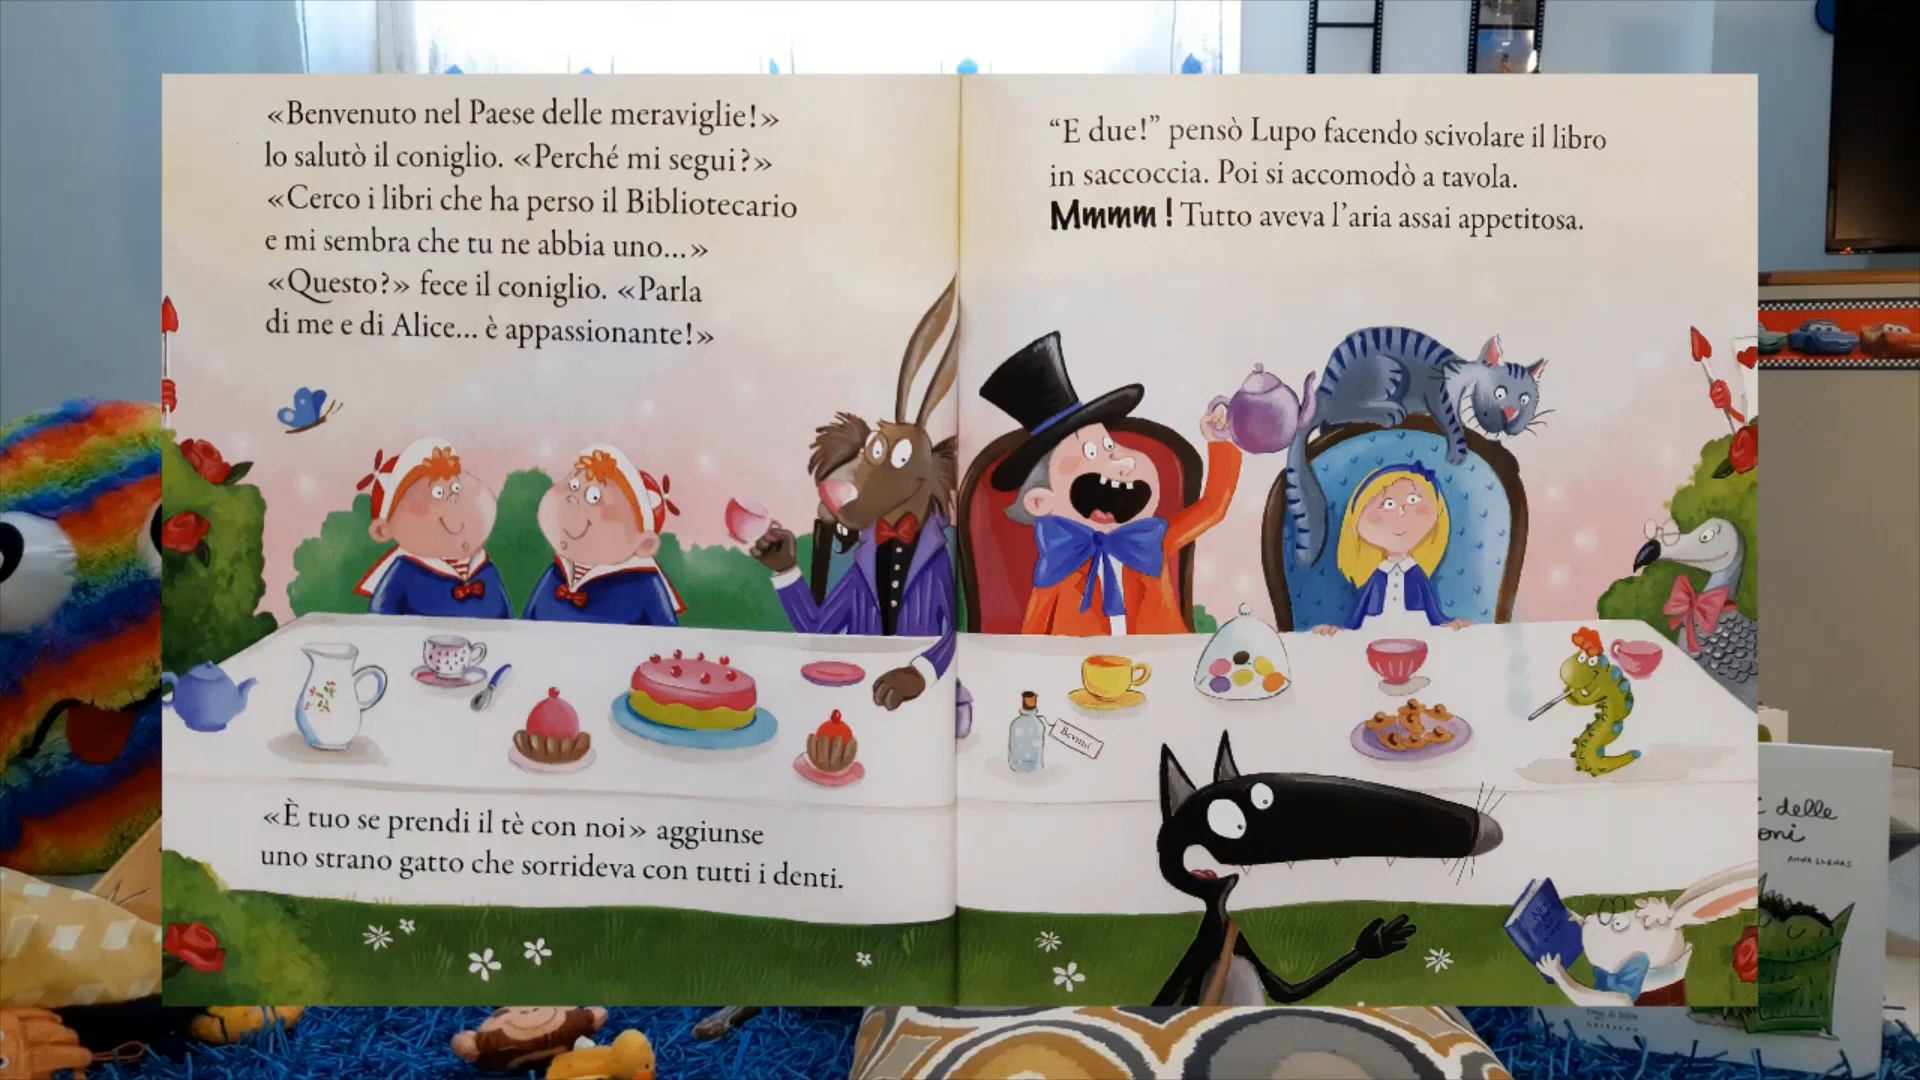 «Benvenuto nel Paese delle meraviglie!»
lo salutò il coniglio. «Perché mi segui?»
«Cerco i libri che ha perso il Bibliotecario
e mi sembra che tu ne abbia uno...»
«Questo?» fece il coniglio. «Parla
di me e di Alice... è appassionante!»
«È tuo se prendi il tè con noi» aggiunse
uno strano gatto che sorrideva con tutti i denti.
“E due!” pensò Lupo facendo scivolare il libro
in saccoccia. Poi si accomodò a tavola.
Mmmm ! Tutto aveva l’aria assai appetitosa.
delle
ANNA LLENAS